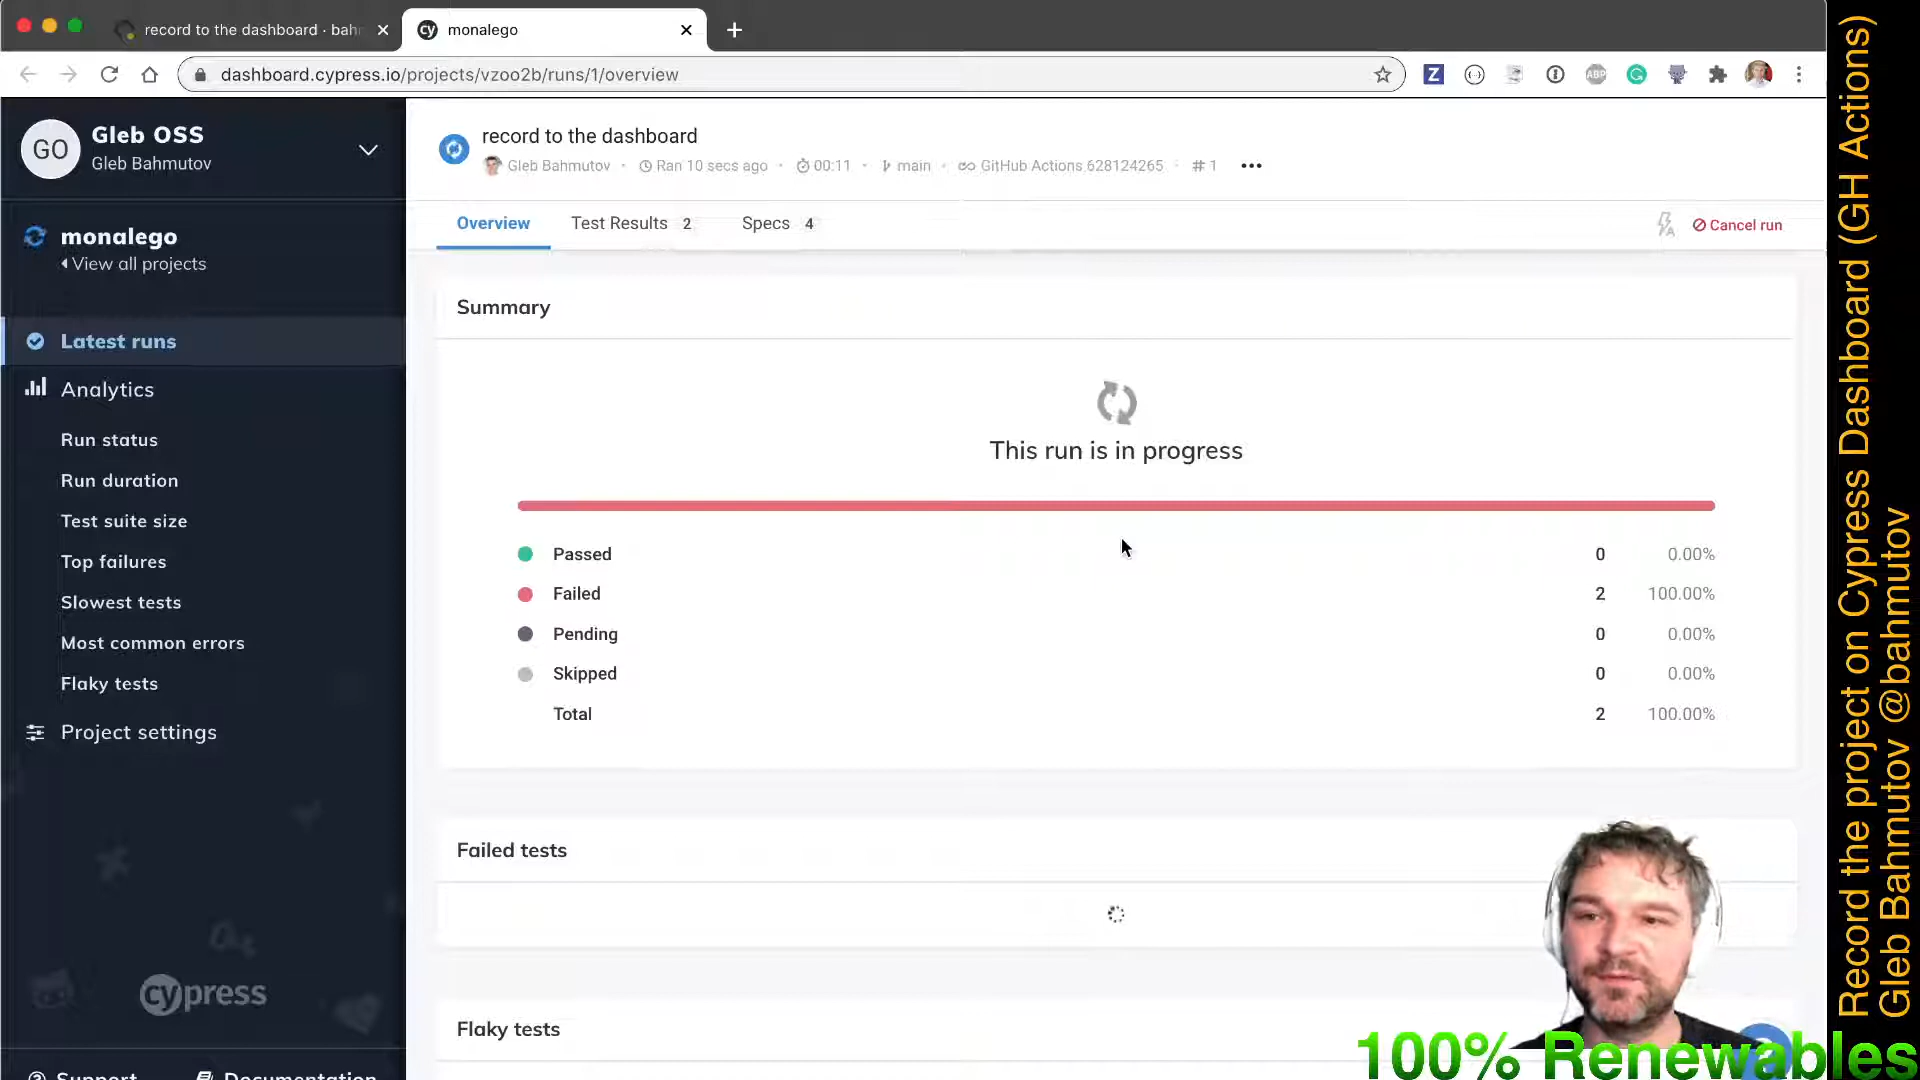 record to the dashboard · bah
monalego
dashboard.cypress.io/projects/vzoo2b/runs/1/overview
GO
Gleb OSS
Gleb Bahmutov
monalego
View all projects
Latest runs
Analytics
Run status
Run duration
Test suite size
Top failures
Slowest tests
Most common errors
Flaky tests
Project settings
cypress
Support
Documentation
record to the dashboard
Gleb Bahmutov · Ran 10 secs ago · 00:11 · main · GitHub Actions 628124265 · # 1
Overview Test Results 2 Specs 4
Cancel run
Summary
This run is in progress
Passed 0 0.00%
Failed 2 100.00%
Pending 0 0.00%
Skipped 0 0.00%
Total 2 100.00%
Failed tests
Flaky tests
cy
Z
ABP
Record the project on Cypress Dashboard (GH Actions)
Gleb Bahmutov @bahmutov
100% Renewables